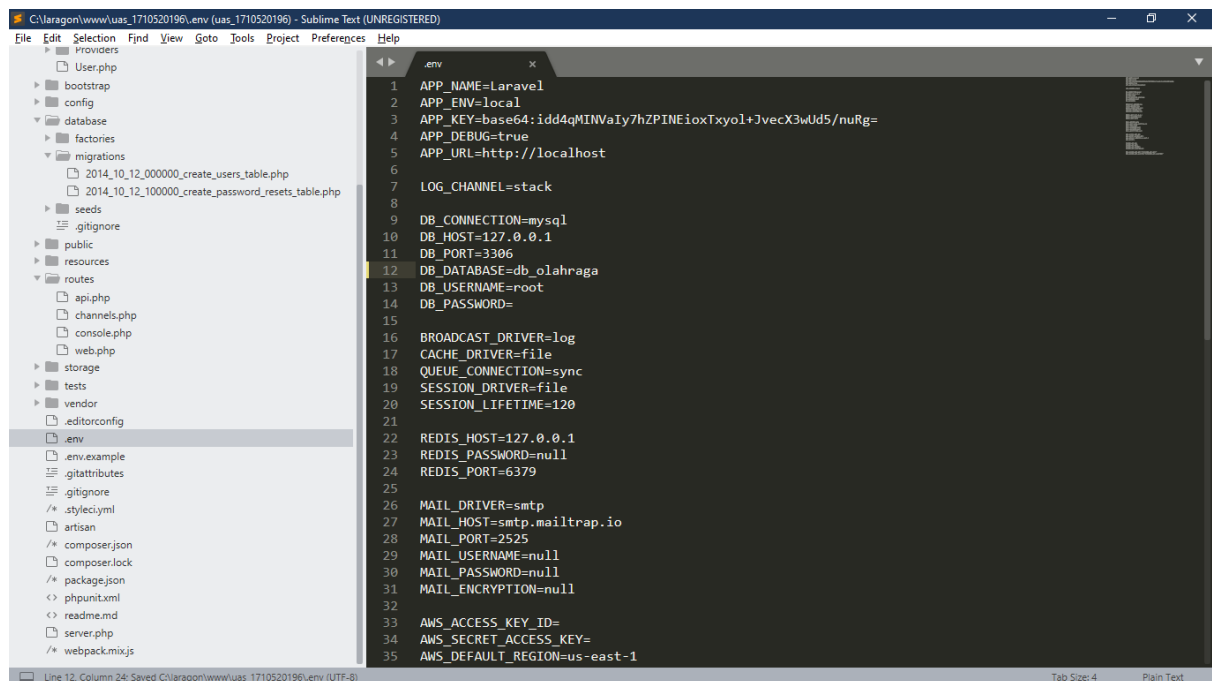 C:\laragon\www\uas_1710520196\.env (uas_1710520196) - Sublime Text (UNREGISTERED)
File Edit Selection Find View Goto Tools Project Preferences Help
Providers
User.php
bootstrap
config
database
factories
migrations
2014_10_12_000000_create_users_table.php
2014_10_12_100000_create_password_resets_table.php
seeds
.gitignore
public
resources
routes
api.php
channels.php
console.php
web.php
storage
tests
vendor
.editorconfig
.env
.env.example
.gitattributes
.gitignore
/* .styleci.yml
artisan
/* composer.json
composer.lock
/* package.json
<> phpunit.xml
<> readme.md
server.php
/* webpack.mix.js
.env ×
1 APP_NAME=Laravel
2 APP_ENV=local
3 APP_KEY=base64:idd4qMINVaIy7hZPINEioxTxyol+JvecX3wUd5/nuRg=
4 APP_DEBUG=true
5 APP_URL=http://localhost
6
7 LOG_CHANNEL=stack
8
9 DB_CONNECTION=mysql
10 DB_HOST=127.0.0.1
11 DB_PORT=3306
12 DB_DATABASE=db_olahraga
13 DB_USERNAME=root
14 DB_PASSWORD=
15
16 BROADCAST_DRIVER=log
17 CACHE_DRIVER=file
18 QUEUE_CONNECTION=sync
19 SESSION_DRIVER=file
20 SESSION_LIFETIME=120
21
22 REDIS_HOST=127.0.0.1
23 REDIS_PASSWORD=null
24 REDIS_PORT=6379
25
26 MAIL_DRIVER=smtp
27 MAIL_HOST=smtp.mailtrap.io
28 MAIL_PORT=2525
29 MAIL_USERNAME=null
30 MAIL_PASSWORD=null
31 MAIL_ENCRYPTION=null
32
33 AWS_ACCESS_KEY_ID=
34 AWS_SECRET_ACCESS_KEY=
35 AWS_DEFAULT_REGION=us-east-1
Line 12, Column 24; Saved C:\laragon\www\uas_1710520196\.env (UTF-8) Tab Size: 4 Plain Text